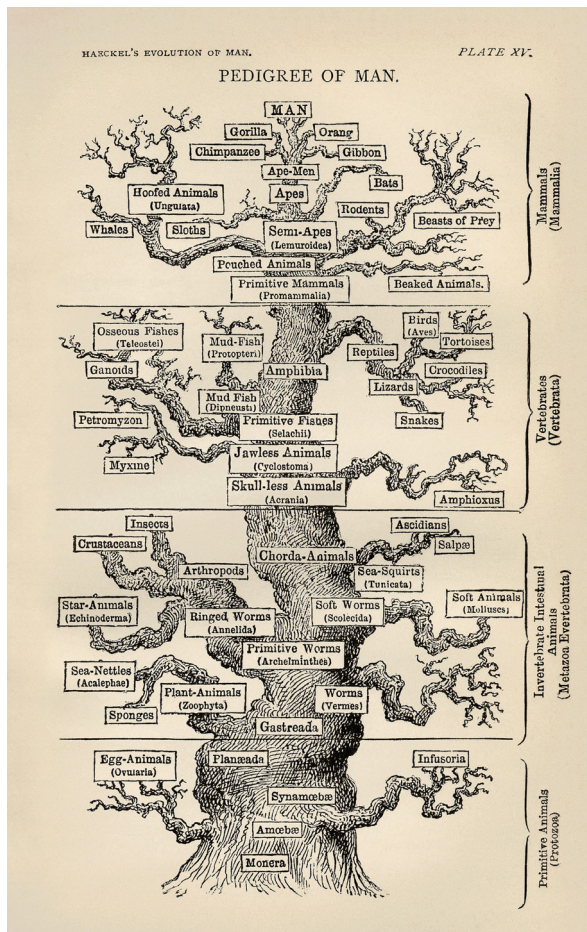 HAECKEL'S EVOLUTION OF MAN.
PLATE XV.
PEDIGREE OF MAN.
MAN
Gorilla
Orang
Chimpanzee
Gibbon
Ape-Men
Bats
Apes
Hoofed Animals
(Ungulata)
Rodents
Beasts of Prey
Whales
Sloths
Semi-Apes
(Lemuroidea)
Pouched Animals
Primitive Mammals
(Promammalia)
Beaked Animals.
Mammals
(Mammalia)
Osseous Fishes
(Teleostei)
Mud-Fish
(Protopteri)
Birds
(Aves)
Tortoises
Reptiles
Ganoids
Amphibia
Crocodiles
Lizards
Mud Fish
(Dipneusti)
Petromyzon
Primitive Fishes
(Selachii)
Snakes
Jawless Animals
(Cyclostoma)
Myxine
Skull-less Animals
(Acrania)
Amphioxus
Vertebrates
(Vertebrata)
Insects
Ascidians
Crustaceans
Chorda-Animals
Salpæ
Arthropods
Sea-Squirts
(Tunicata)
Star-Animals
(Echinoderma)
Ringed Worms
(Annelida)
Soft Worms
(Scolecida)
Soft Animals
(Molluscs)
Primitive Worms
(Archelminthes)
Sea-Nettles
(Acalephae)
Plant-Animals
(Zoophyta)
Worms
(Vermes)
Sponges
Gastreada
Invertebrate Intestinal
Animals
(Metazoa Evertebrata)
Egg-Animals
(Ovularia)
Planæada
Infusoria
Synamœbæ
Amœbæ
Monera
Primitive Animals
(Protozoa)